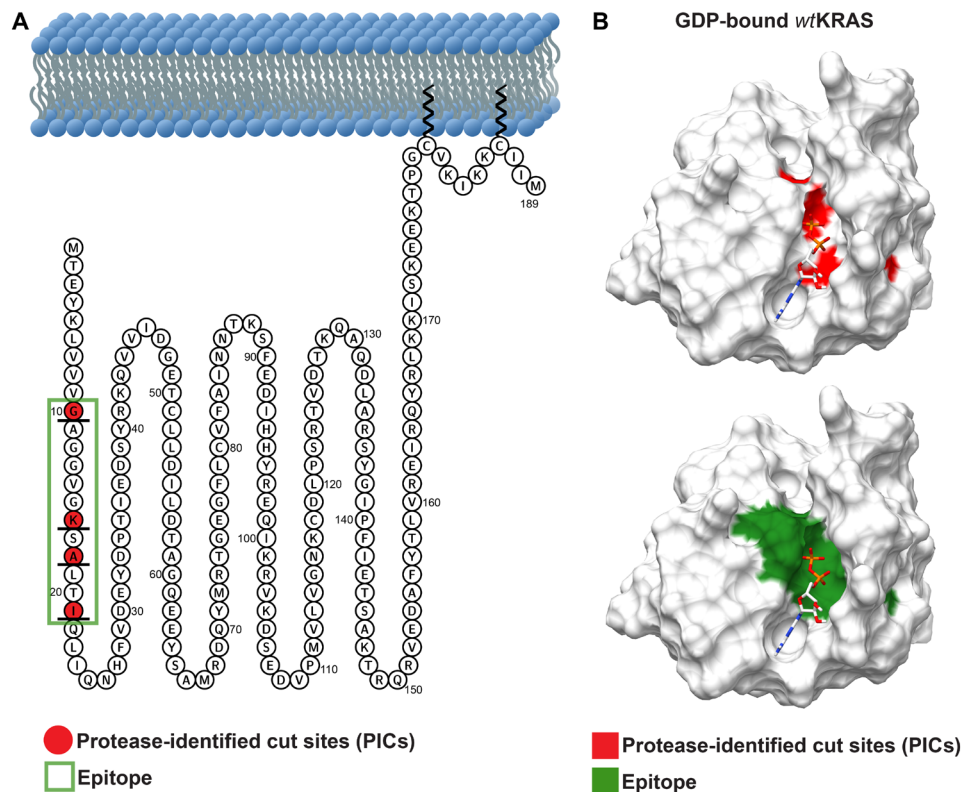 A
B
GDP-bound wtKRAS
M T E Y K L V V V G A G G V G K S A L T I Q L I Q N H F V D E Y D P T I E D S Y R K Q V V I D G E T C L L D I L D T A G Q E E Y S A M R D Q Y M R T G E G F L C V F A I N N T K S F E D I H H Y R E Q I K R V K D S E D V P M V L V G N K C D L P S R T V D T K Q A Q D L A R S Y G I P F I E T S A K T R Q R V E D A F Y T L V R E I R Q Y R L K K I S K E E K T P G C V K I K K C I I M
10
20
30
40
50
60
70
80
90
100
110
120
130
140
150
160
170
189
Protease-identified cut sites (PICs)
Epitope
Protease-identified cut sites (PICs)
Epitope